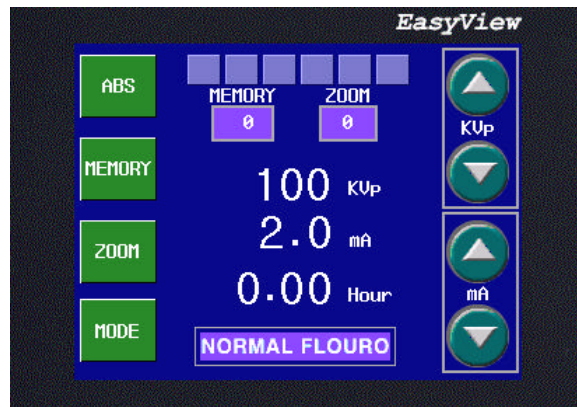 EasyView
ABS
MEMORY ZOOM
0 0
KVp
MEMORY
100 KVp
2.0 mA
ZOOM
0.00 Hour
mA
MODE
NORMAL FLOURO